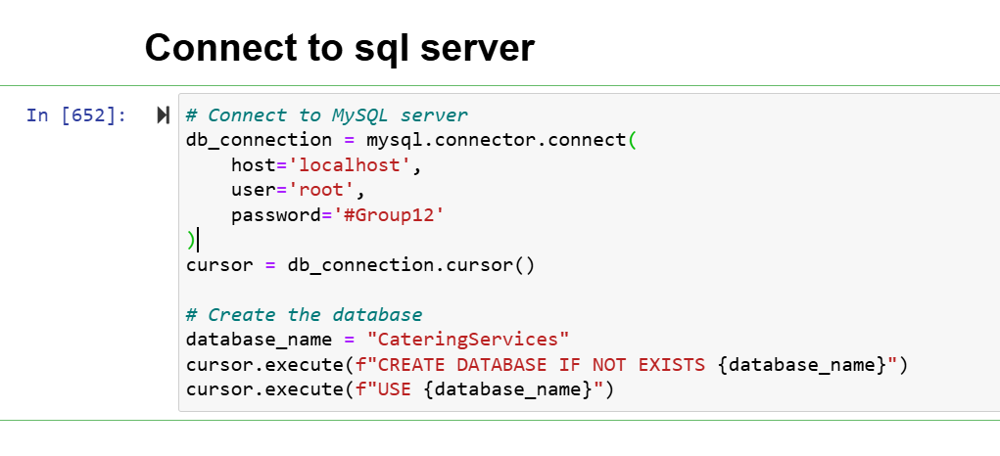 Connect to sql server
In [652]:
# Connect to MySQL server
db_connection = mysql.connector.connect(
    host='localhost',
    user='root',
    password='#Group12'
)
cursor = db_connection.cursor()
# Create the database
database_name = "CateringServices"
cursor.execute(f"CREATE DATABASE IF NOT EXISTS {database_name}")
cursor.execute(f"USE {database_name}")